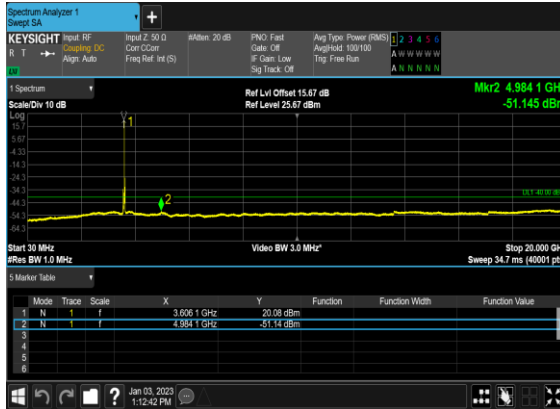 Spectrum Analyzer 1
Swept SA
+
KEYSIGHT Input: RF Input Z: 50 Ω #Atten: 20 dB PNO: Fast Avg Type: Power (RMS) 1 2 3 4 5 6
R T Coupling: DC Corr CCorr Gate: Off Avg|Hold: 100/100 A W W W W W
Align: Auto Freq Ref: Int (S) IF Gain: Low Trig: Free Run
Sig Track: Off A N N N N N
LXI
1 Spectrum Ref Lvl Offset 15.67 dB Mkr2 4.984 1 GH
Scale/Div 10 dB Ref Level 25.67 dBm -51.145 dB
Log
15.7
5.67
-4.33
-14.3
-24.3
-34.3
-44.3
-54.3
-64.3
1
2
DL1 -40.00 dB
Start 30 MHz Video BW 3.0 MHz* Stop 20.000 GH
#Res BW 1.0 MHz Sweep 34.7 ms (40001 pt
5 Marker Table
Mode Trace Scale X Y Function Function Width Function Value
1 N 1 f 3.606 1 GHz 20.08 dBm
2 N 1 f 4.984 1 GHz -51.14 dBm
3
4
5
6
? Jan 03, 2023
1:12:42 PM